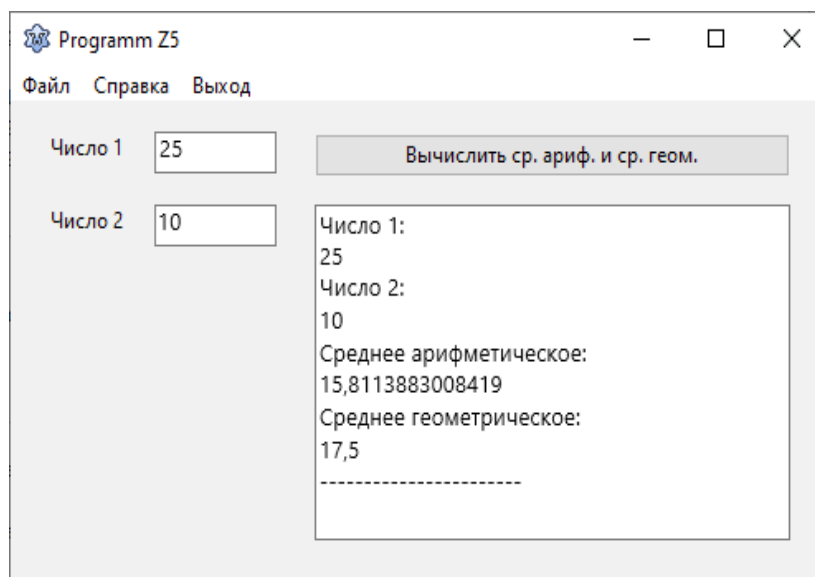 Programm Z5
Файл Справка Выход
Число 1 25 Вычислить ср. ариф. и ср. геом.
Число 2 10
Число 1:
25
Число 2:
10
Среднее арифметическое:
15,8113883008419
Среднее геометрическое:
17,5
-----------------------